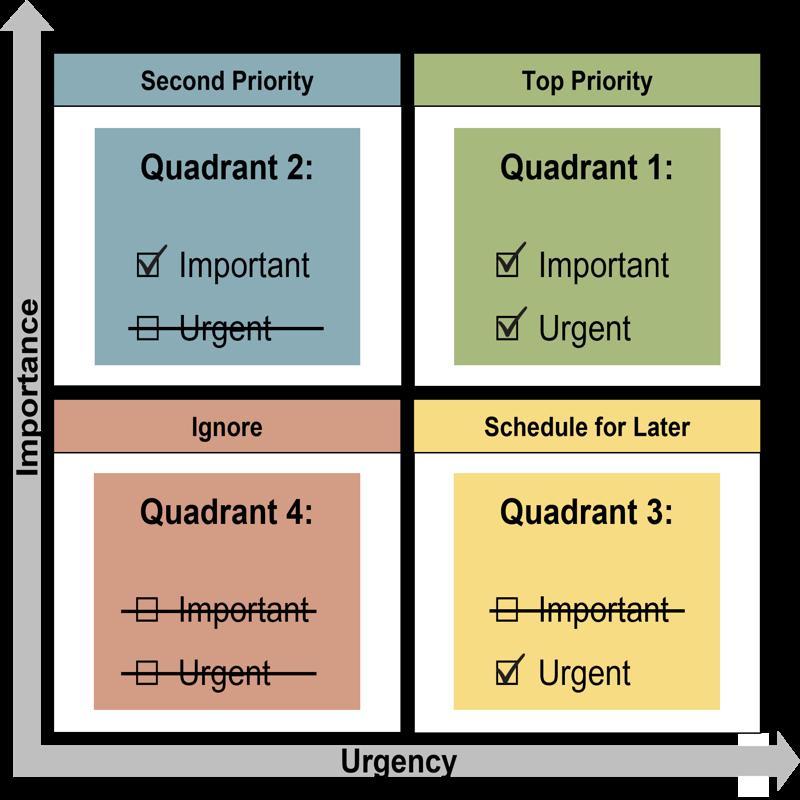 Second Priority
Quadrant 2:
Important
Urgent
Top Priority
Quadrant 1:
Important
Urgent
Ignore
Quadrant 4:
Important
Urgent
Schedule for Later
Quadrant 3:
Important
Urgent
Importance
Urgency